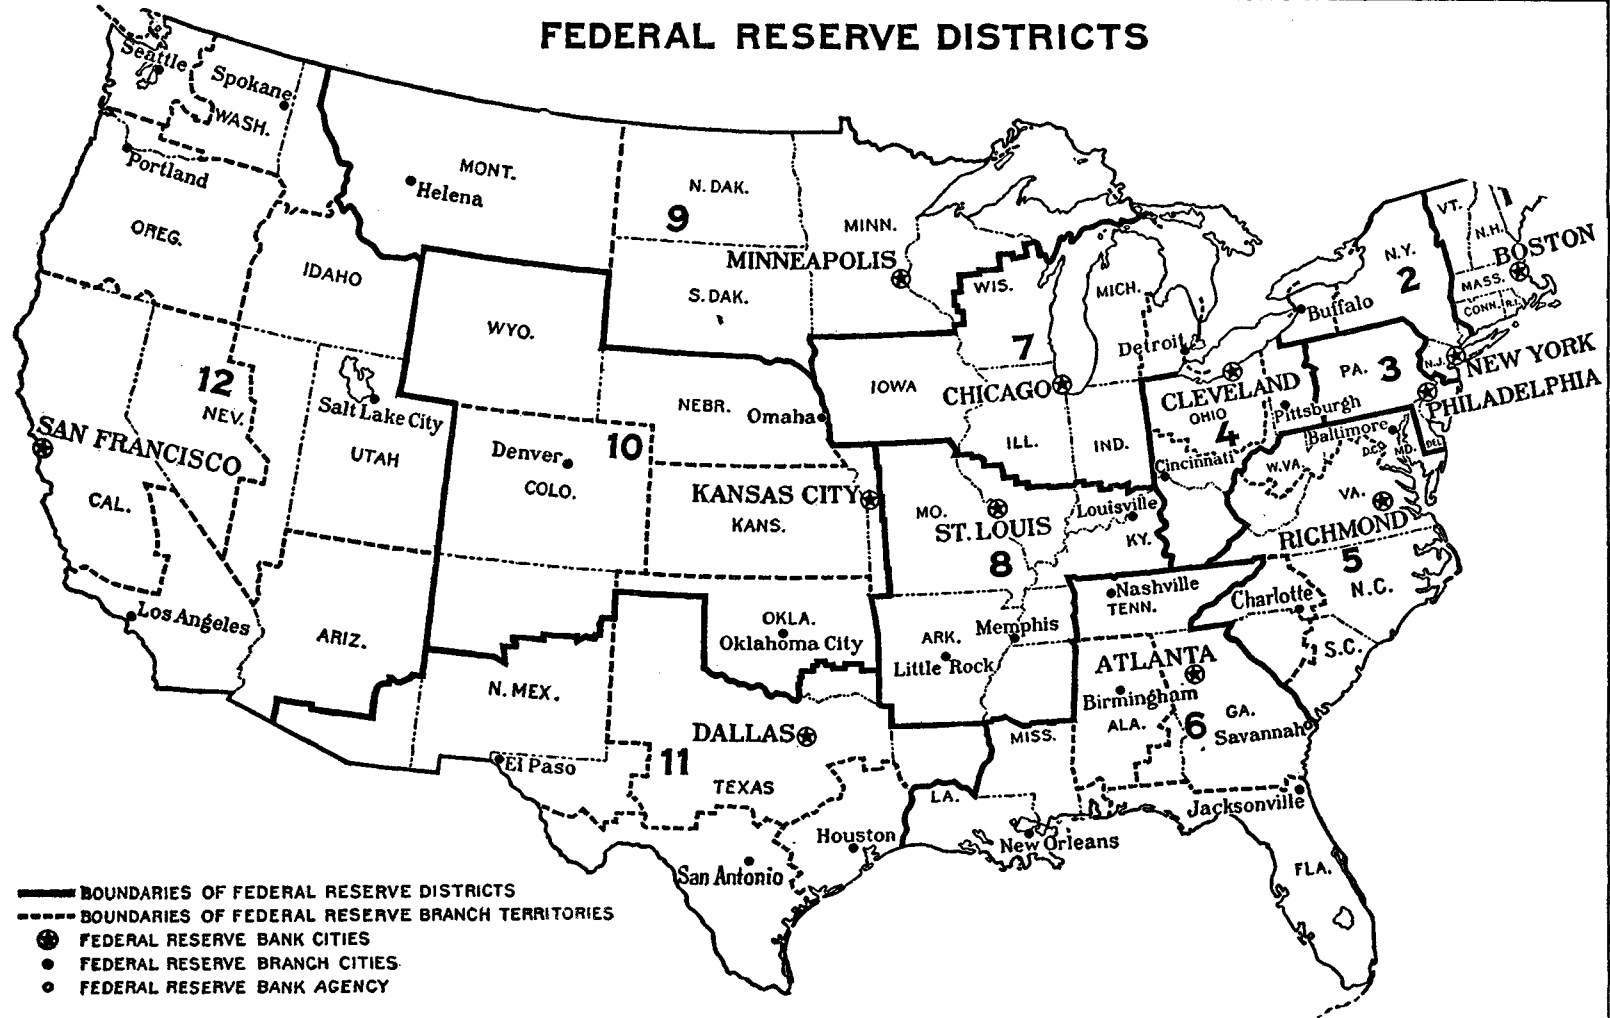 FEDERAL RESERVE DISTRICTS
Seattle
Spokane
WASH.
Portland
OREG.
MONT.
Helena
IDAHO
N. DAK.
9
MINN.
MINNEAPOLIS
S. DAK.
WYO.
WIS.
MICH.
7
Detroit
VT.
N.H.
BOSTON
N.Y.
2
MASS.
CONN.
R.I.
Buffalo
12
NEV.
Salt Lake City
UTAH
SAN FRANCISCO
CAL.
Los Angeles
ARIZ.
IOWA
CHICAGO
NEBR.
Omaha
10
Denver
COLO.
KANSAS CITY
KANS.
ILL.
IND.
CLEVELAND
OHIO
4
Cincinnati
Pittsburgh
PA.
3
N.J.
NEW YORK
PHILADELPHIA
Baltimore
D.C.
MD.
DEL.
W.VA.
VA.
RICHMOND
5
MO.
ST. LOUIS
8
Louisville
KY.
Nashville
TENN.
Charlotte
N.C.
S.C.
OKLA.
Oklahoma City
ARK.
Memphis
Little Rock
ATLANTA
Birmingham
ALA.
6
GA.
Savannah
N. MEX.
DALLAS
El Paso
11
TEXAS
MISS.
LA.
Jacksonville
Houston
New Orleans
San Antonio
FLA.
BOUNDARIES OF FEDERAL RESERVE DISTRICTS
BOUNDARIES OF FEDERAL RESERVE BRANCH TERRITORIES
FEDERAL RESERVE BANK CITIES
FEDERAL RESERVE BRANCH CITIES
FEDERAL RESERVE BANK AGENCY